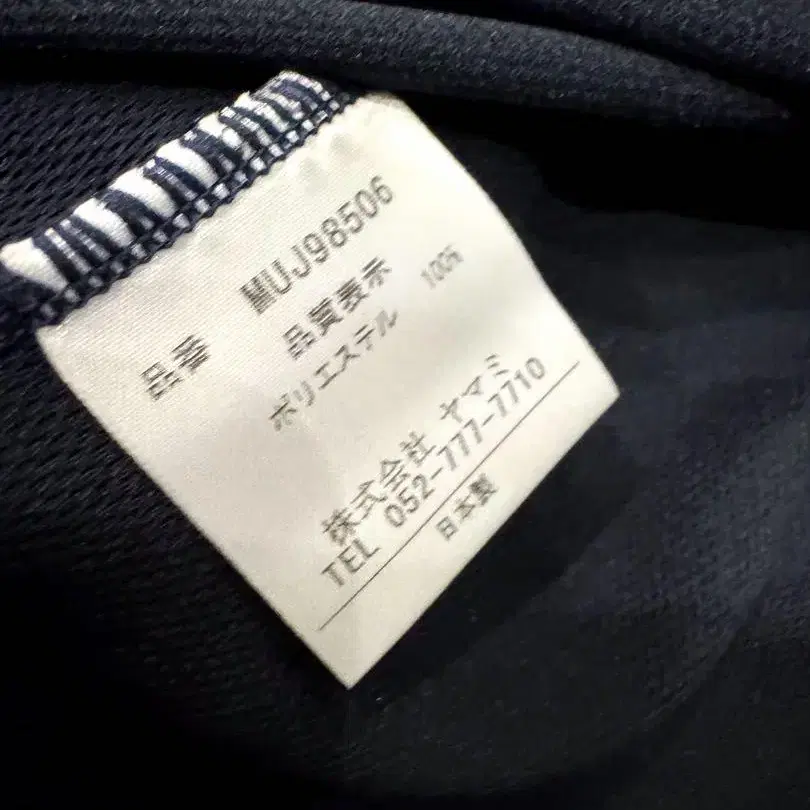 品番 MUJ98506
品質表示
ポリエステル 100%
株式会社 ヤマミ
TEL 052-777-7710
日本製